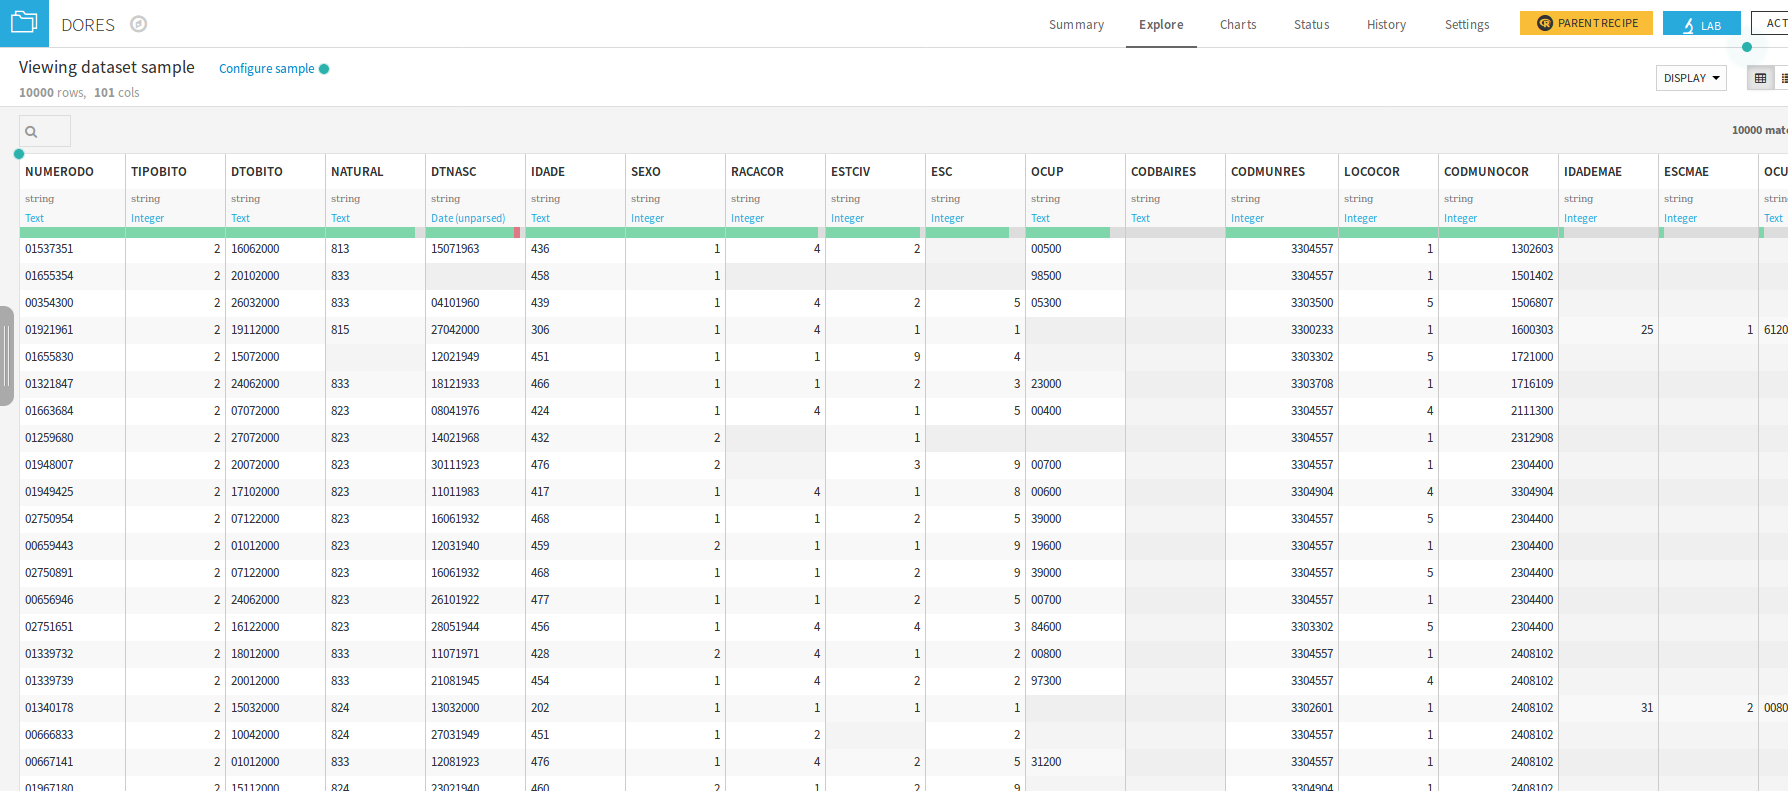 DORES Summary Explore Charts Status History Settings PARENT RECIPE LAB ACT
Viewing dataset sample Configure sample DISPLAY
10000 rows, 101 cols
10000 mat
NUMERODO TIPOBITO DTOBITO NATURAL DTNASC IDADE SEXO RACACOR ESTCIV ESC OCUP CODBAIRES CODMUNRES LOCOCOR CODMUNOCOR IDADEMAE ESCMAE OCU
string string string string string string string string string string string string string string string string string string
Text Integer Text Text Date (unparsed) Text Integer Integer Integer Integer Text Text Integer Integer Integer Integer Integer Text
01537351 2 16062000 813 15071963 436 1 4 2 00500 3304557 1 1302603
01655354 2 20102000 833 458 1 98500 3304557 1 1501402
00354300 2 26032000 833 04101960 439 1 4 2 5 05300 3303500 5 1506807
01921961 2 19112000 815 27042000 306 1 4 1 1 3300233 1 1600303 25 1 6120
01655830 2 15072000 12021949 451 1 1 9 4 3303302 5 1721000
01321847 2 24062000 833 18121933 466 1 1 2 3 23000 3303708 1 1716109
01663684 2 07072000 823 08041976 424 1 4 1 5 00400 3304557 4 2111300
01259680 2 27072000 823 14021968 432 2 1 3304557 1 2312908
01948007 2 20072000 823 30111923 476 2 3 9 00700 3304557 1 2304400
01949425 2 17102000 823 11011983 417 1 4 1 8 00600 3304904 4 3304904
02750954 2 07122000 823 16061932 468 1 1 2 5 39000 3304557 5 2304400
00659443 2 01012000 823 12031940 459 2 1 1 9 19600 3304557 1 2304400
02750891 2 07122000 823 16061932 468 1 1 2 9 39000 3304557 5 2304400
00656946 2 24062000 823 26101922 477 1 1 2 5 00700 3304557 1 2304400
02751651 2 16122000 823 28051944 456 1 4 4 3 84600 3303302 5 2304400
01339732 2 18012000 833 11071971 428 2 4 1 2 00800 3304557 1 2408102
01339739 2 20012000 833 21081945 454 1 4 2 2 97300 3304557 4 2408102
01340178 2 15032000 824 13032000 202 1 1 1 1 3302601 1 2408102 31 2 0080
00666833 2 10042000 824 27031949 451 1 2 2 3304557 1 2408102
00667141 2 01012000 833 12081923 476 1 4 2 5 31200 3304557 1 2408102
01967180 2 15112000 824 23021940 460 2 1 2 9 3304904 1 2408102